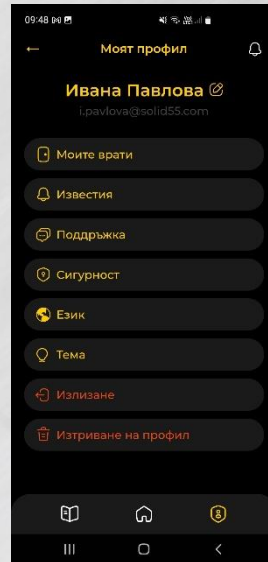 09:48
Моят профил
Ивана Павлова
i.pavlova@solid55.com
Моите врати
Известия
Поддръжка
Сигурност
Език
Тема
Излизане
Изтриване на профил